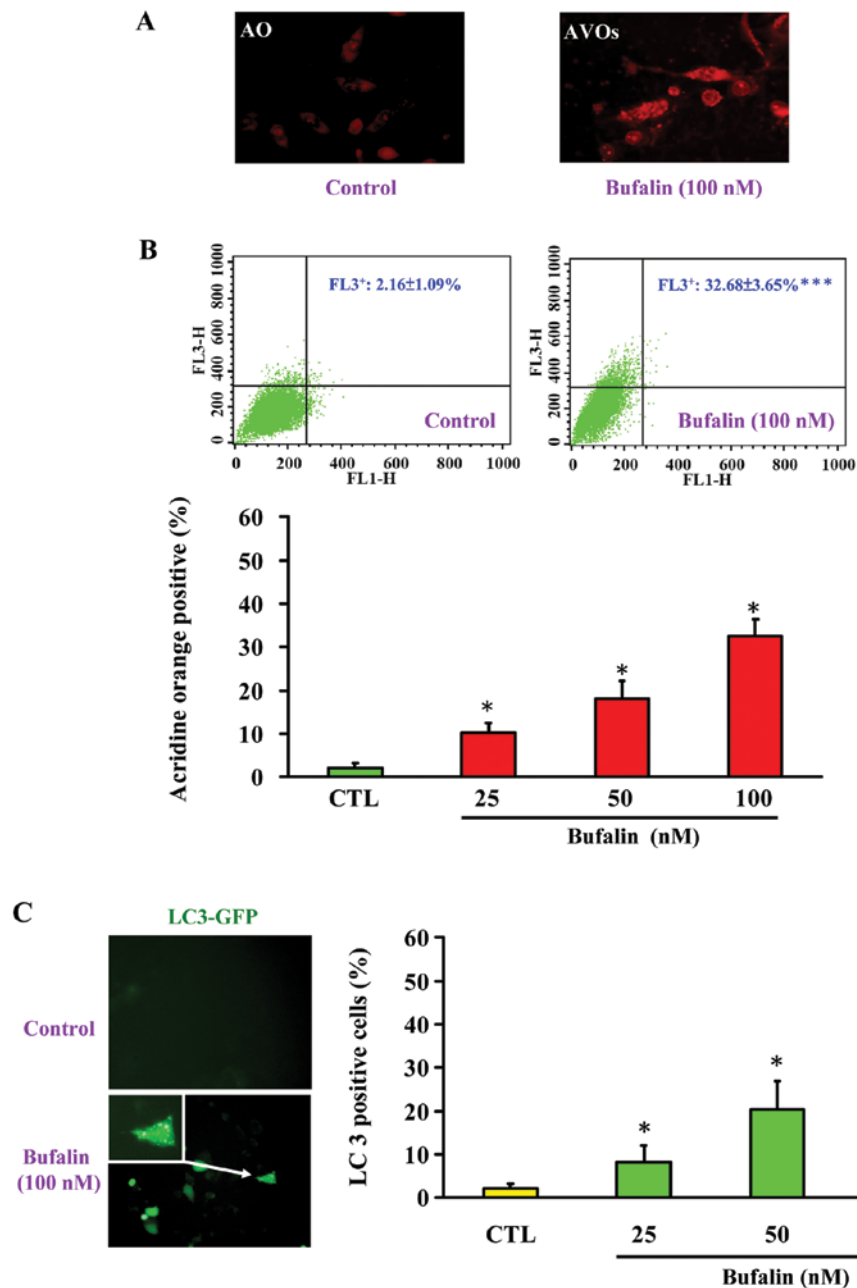 A
AO
AVOs
Control
Bufalin (100 nM)
B
FL3-H
1000
800
600
400
200
0
FL3⁺: 2.16±1.09%
Control
0 200 400 600 800 1000
FL1-H
FL3-H
1000
800
600
400
200
0
FL3⁺: 32.68±3.65%***
Bufalin (100 nM)
0 200 400 600 800 1000
FL1-H
Acridine orange positive (%)
60
50
40
30
20
10
0
*
*
*
CTL 25 50 100
Bufalin (nM)
C
LC3-GFP
Control
Bufalin
(100 nM)
LC 3 positive cells (%)
60
50
40
30
20
10
0
*
*
CTL 25 50
Bufalin (nM)